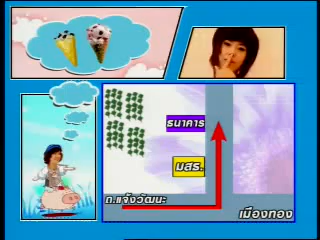 ธนาคาร
มสธ.
ถ.แจ้งวัฒนะ
เมืองทอง